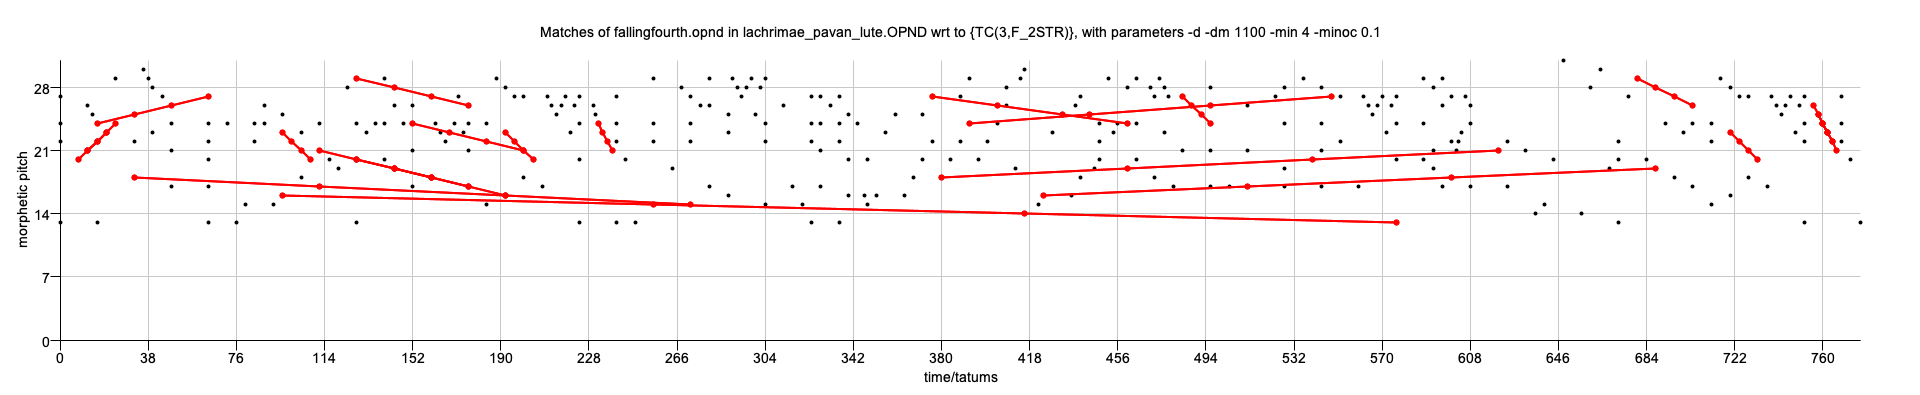 Matches of fallingfourth.opnd in lachrimae_pavan_lute.OPND wrt to {TC(3,F_2STR)}, with parameters -d -dm 1100 -min 4 -minoc 0.1
morphetic pitch
28
21
14
7
0
0 38 76 114 152 190 228 266 304 342 380 418 456 494 532 570 608 646 684 722 760
time/tatums